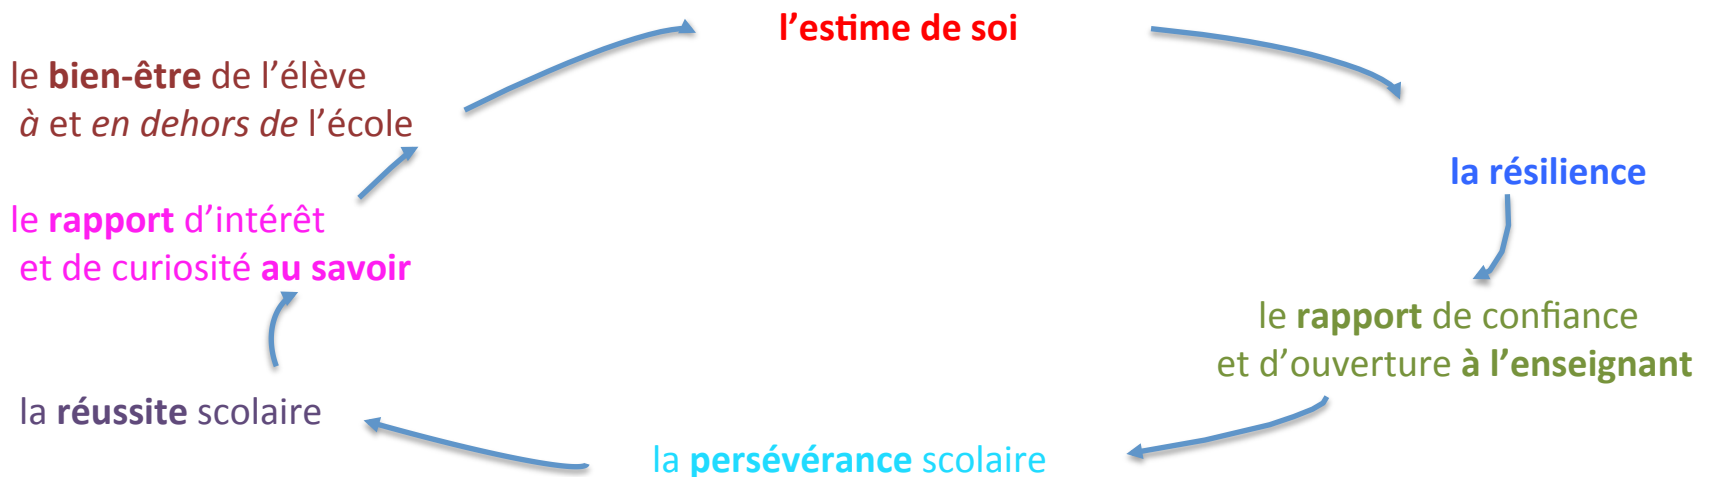 l’estime de soi
le bien-être de l’élève
à et en dehors de l’école
la résilience
le rapport d’intérêt
et de curiosité au savoir
le rapport de confiance
et d’ouverture à l’enseignant
la réussite scolaire
la persévérance scolaire